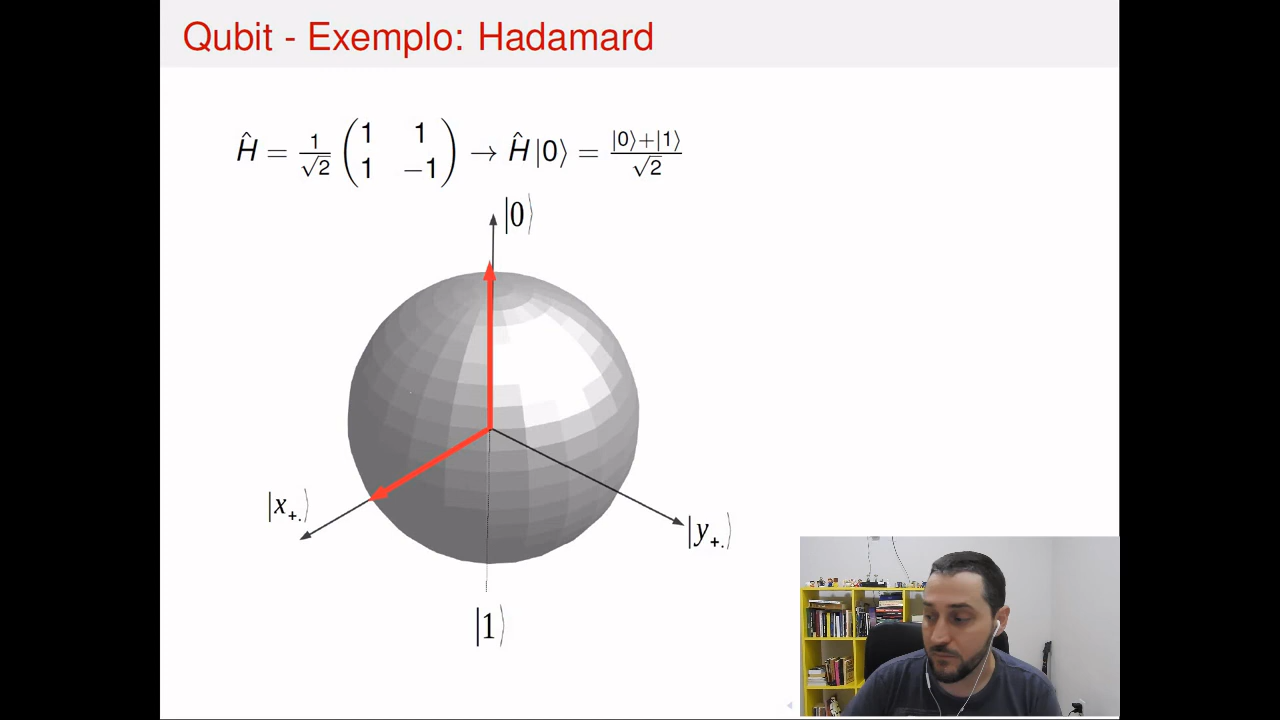 Qubit - Exemplo: Hadamard
Ĥ = 1/√2 (1 1; 1 −1) → Ĥ|0⟩ = |0⟩+|1⟩/√2
|0⟩
|x₊.⟩
|y₊.⟩
|1⟩